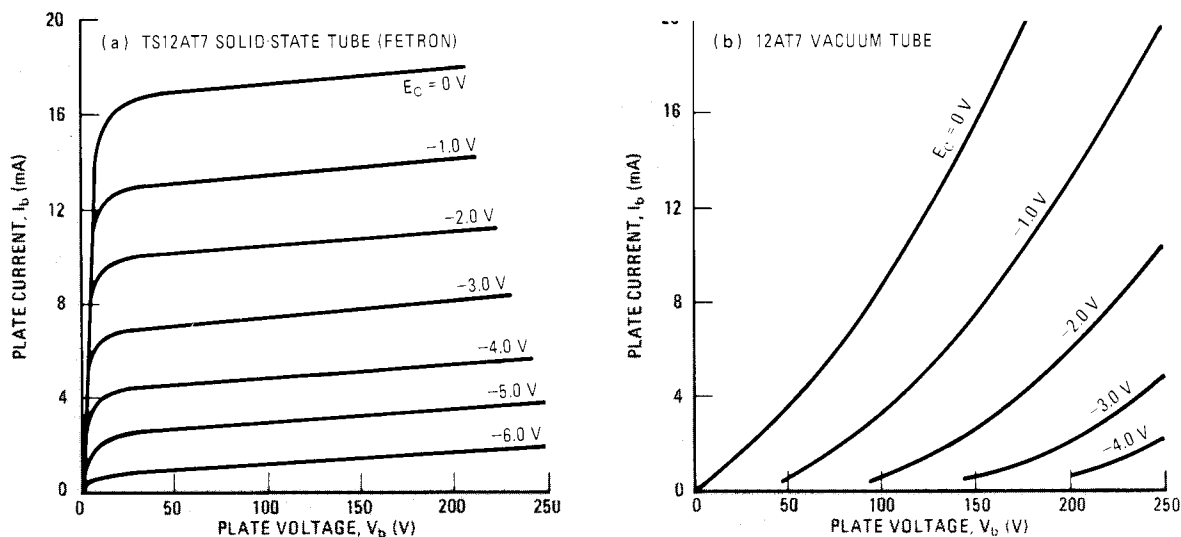 (a) TS12AT7 SOLID-STATE TUBE (FETRON)
PLATE CURRENT, I_b (mA)
20
16
12
8
4
0
E_C = 0 V
-1.0 V
-2.0 V
-3.0 V
-4.0 V
-5.0 V
-6.0 V
0
50
100
150
200
250
PLATE VOLTAGE, V_b (V)
(b) 12AT7 VACUUM TUBE
PLATE CURRENT, I_b (mA)
20
16
12
8
4
0
E_C = 0 V
-1.0 V
-2.0 V
-3.0 V
-4.0 V
0
50
100
150
200
250
PLATE VOLTAGE, V_b (V)